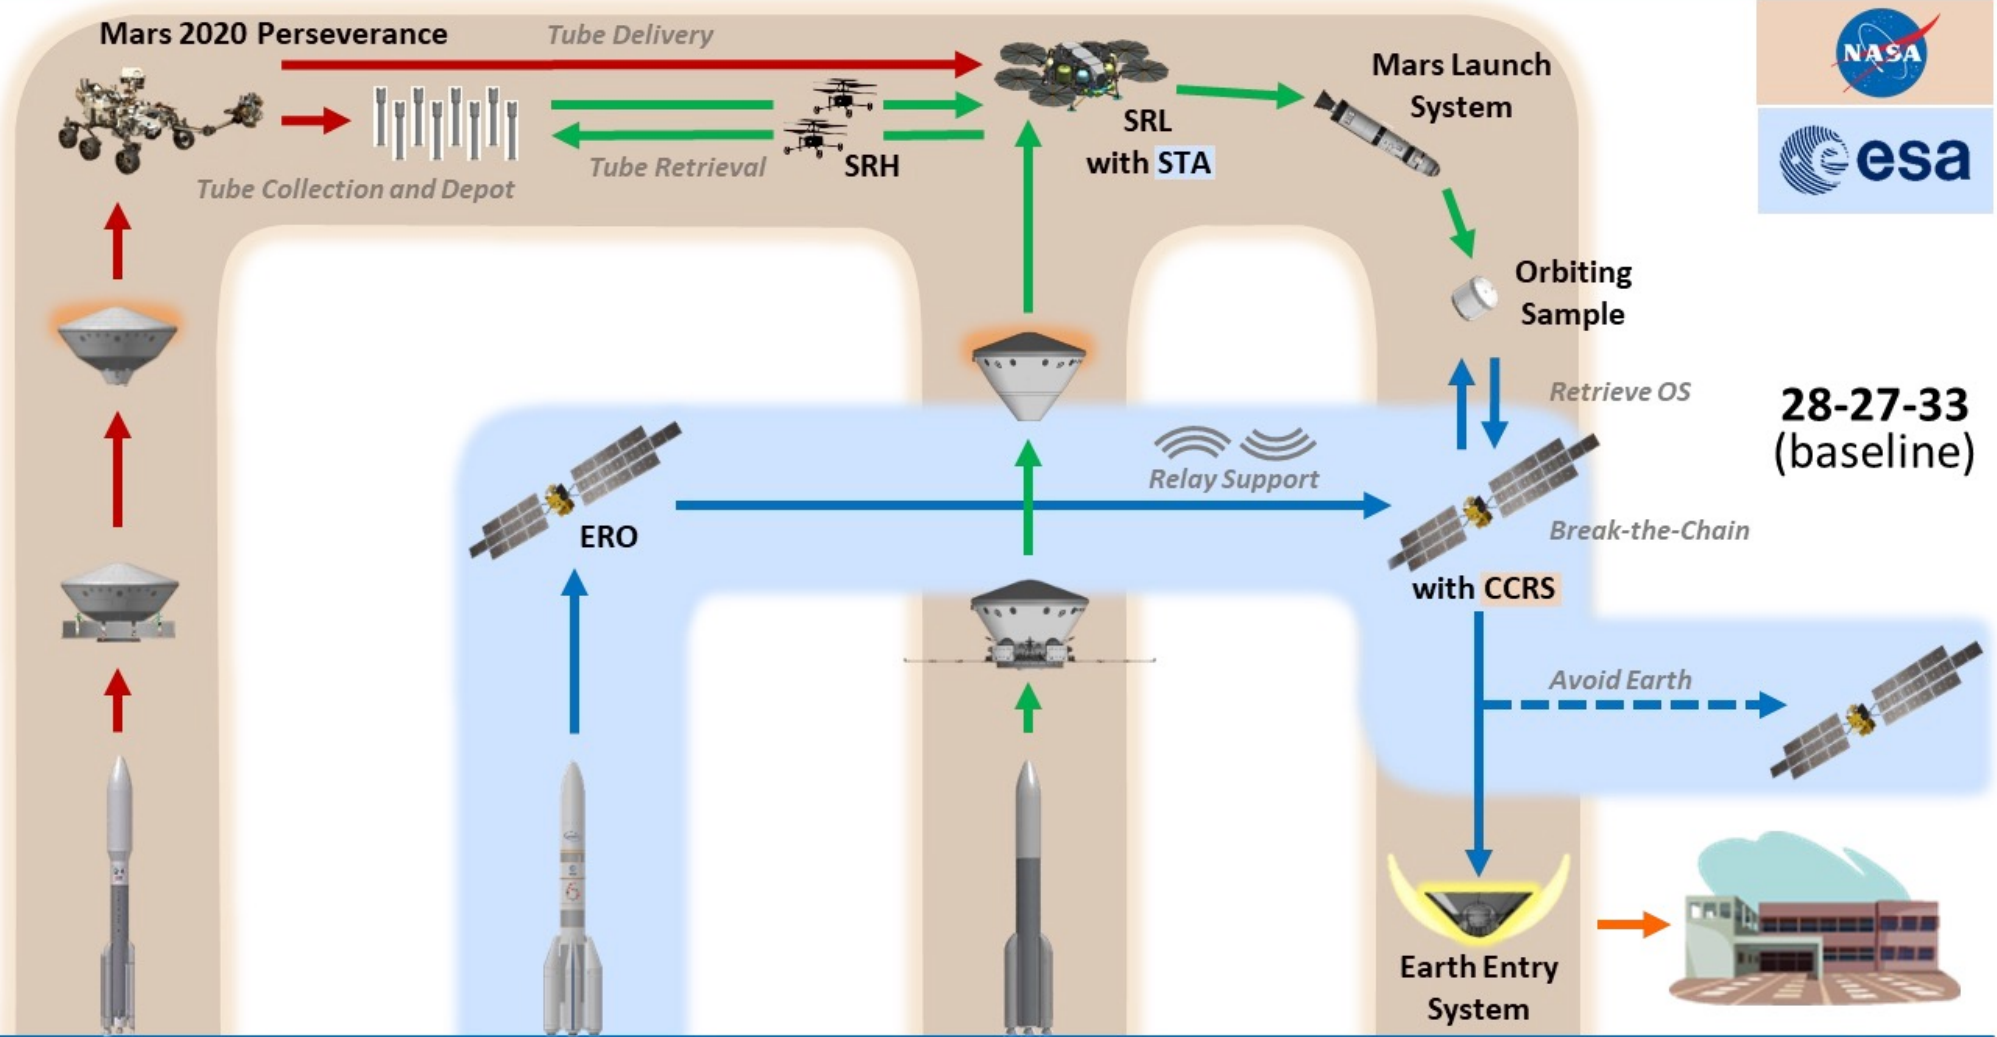 Mars 2020 Perseverance
Tube Delivery
Mars Launch
System
NASA
esa
SRL
with STA
SRH
Tube Retrieval
Tube Collection and Depot
Orbiting
Sample
Retrieve OS
28-27-33
(baseline)
Relay Support
ERO
Break-the-Chain
with CCRS
Avoid Earth
Earth Entry
System